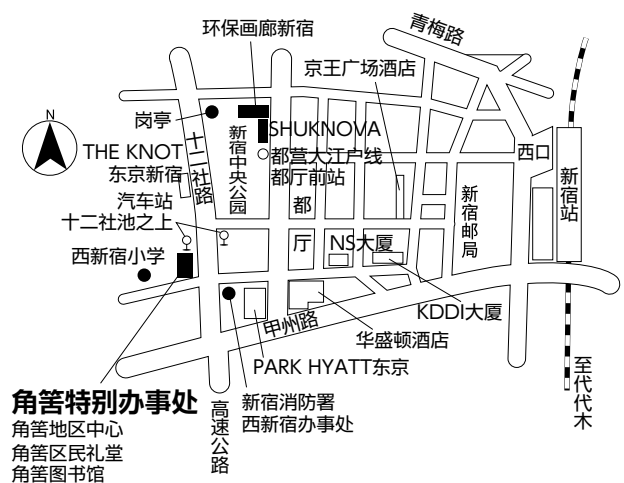 环保画廊新宿
青梅路
京王广场酒店
N
岗亭
SHUKNOVA
THE KNOT
东京新宿
十二社路
新宿中央公园
都营大江户线
都厅前站
西口
新宿站
汽车站
十二社池之上
都厅
新宿邮局
西新宿小学
NS大厦
KDDI大厦
甲州路
华盛顿酒店
PARK HYATT东京
至代代木
角筈特别办事处
角筈地区中心
角筈区民礼堂
角筈图书馆
高速公路
新宿消防署
西新宿办事处